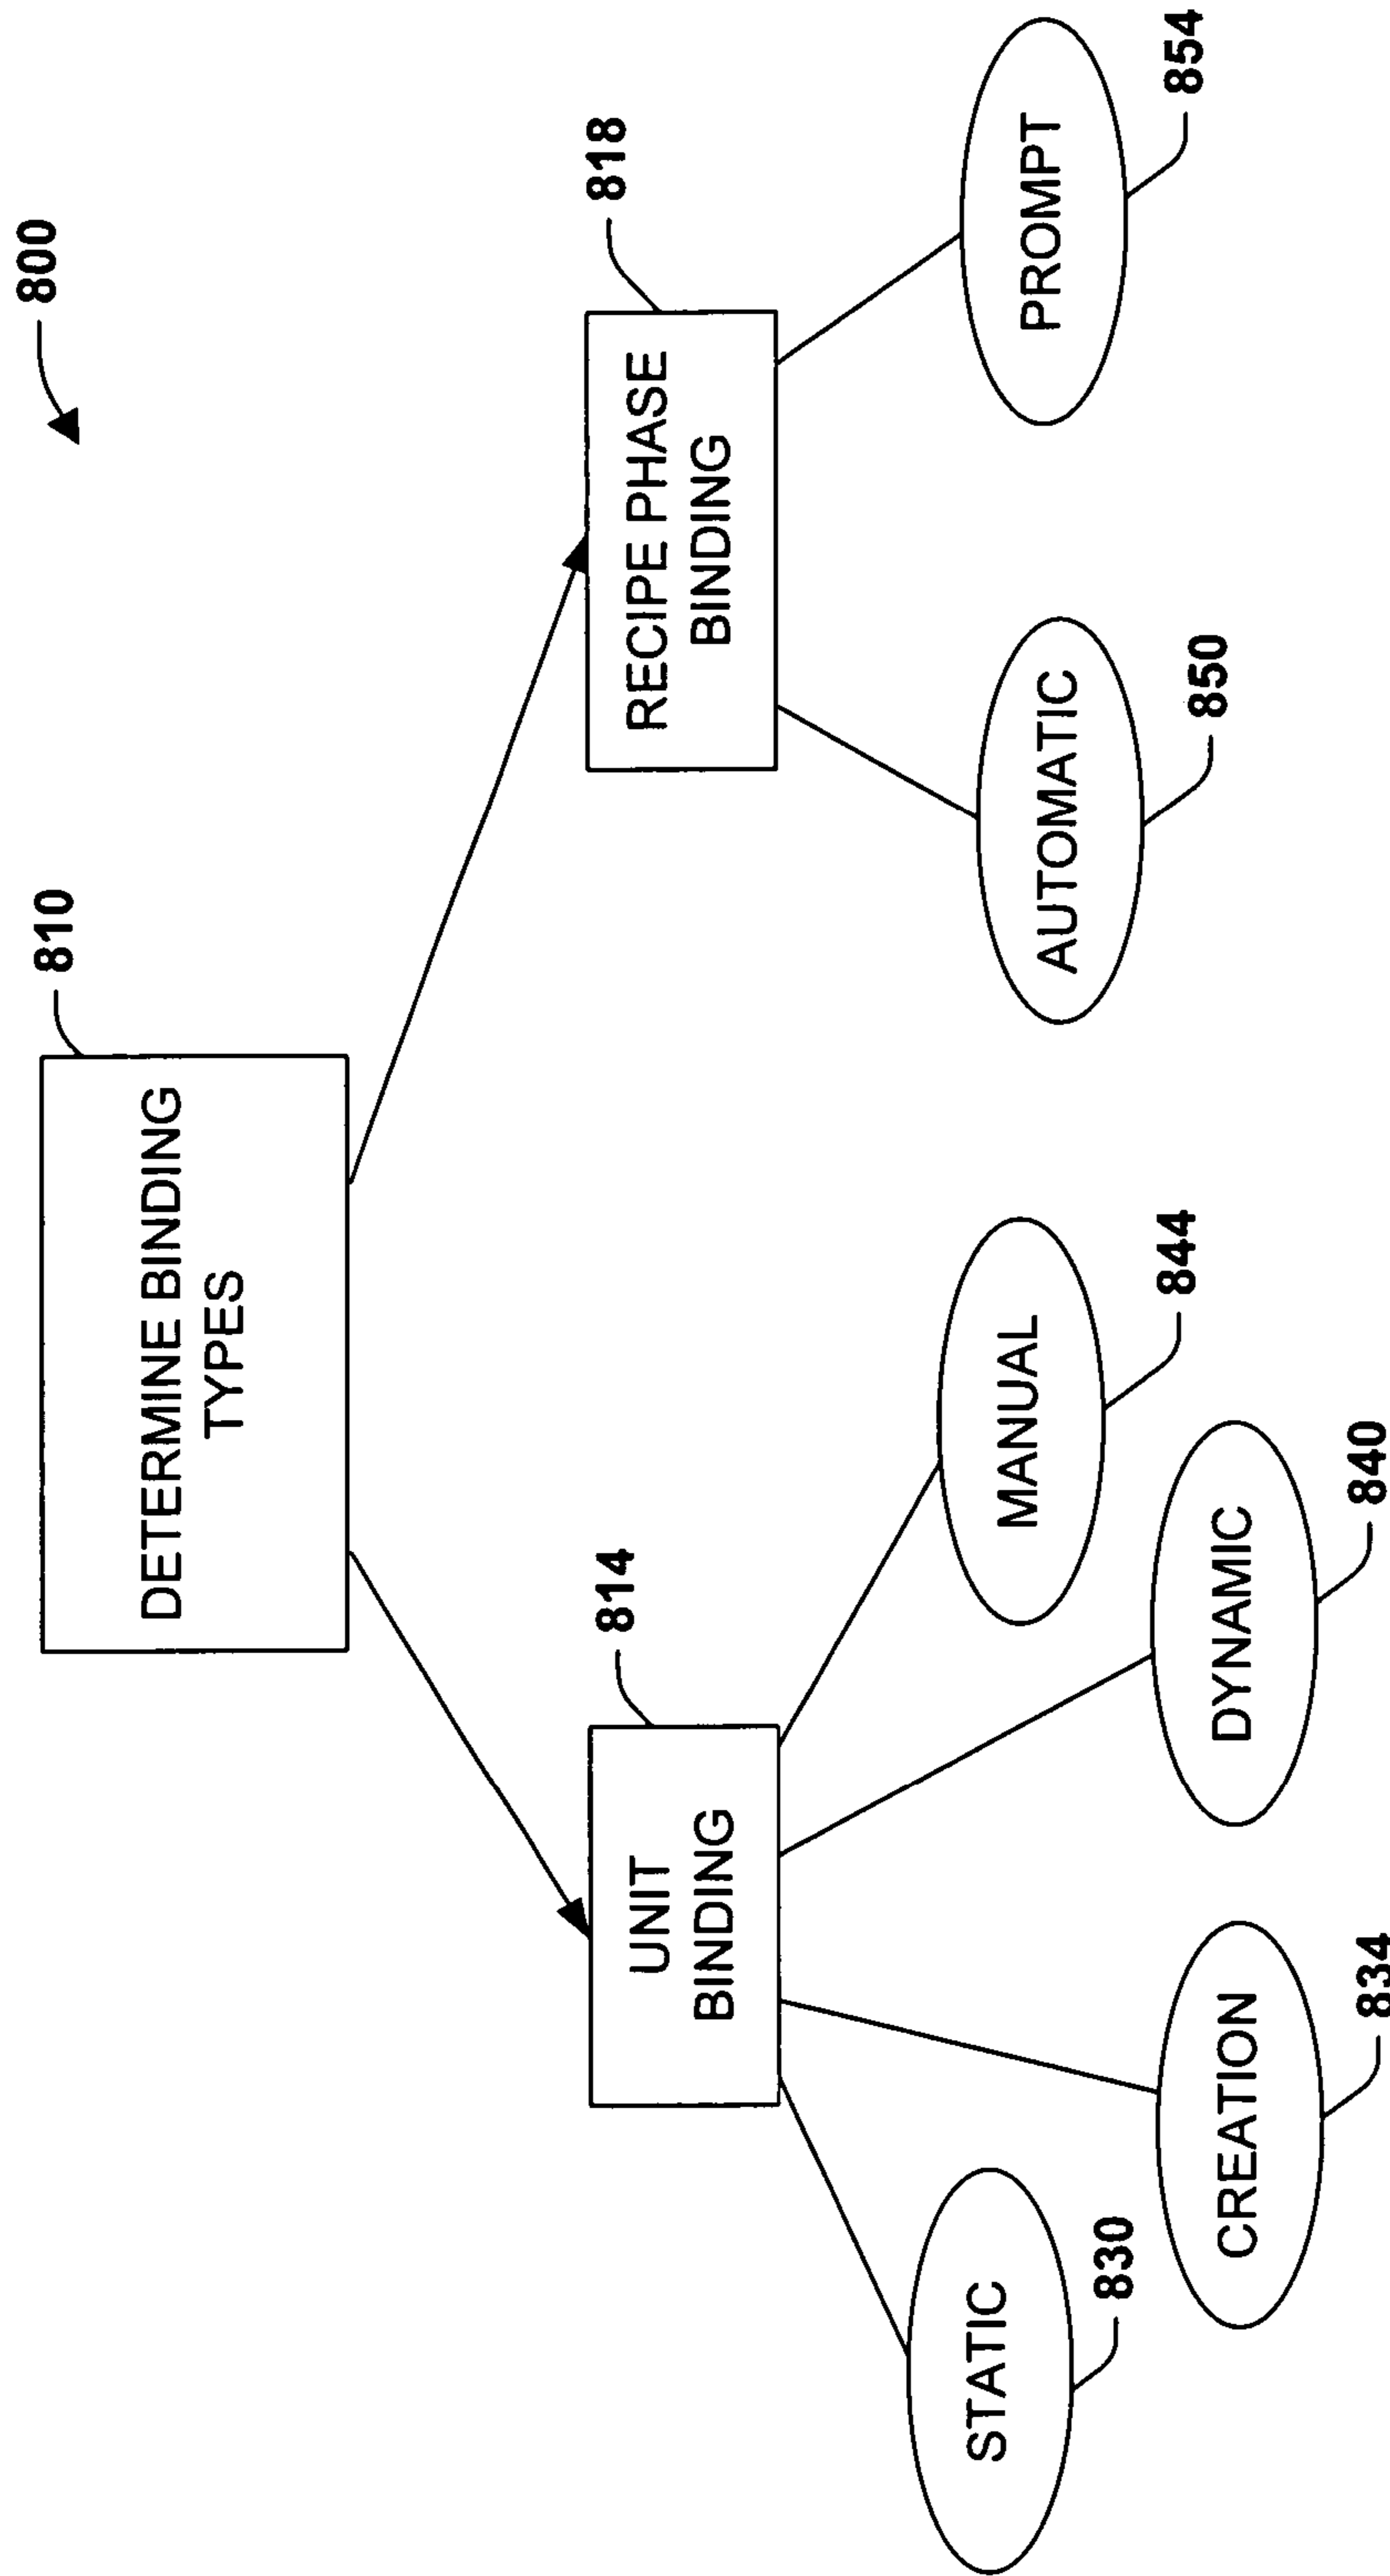 800
810
DETERMINE BINDING
TYPES
814
UNIT
BINDING
818
RECIPE PHASE
BINDING
STATIC
830
CREATION
834
DYNAMIC
840
MANUAL
844
AUTOMATIC
850
PROMPT
854